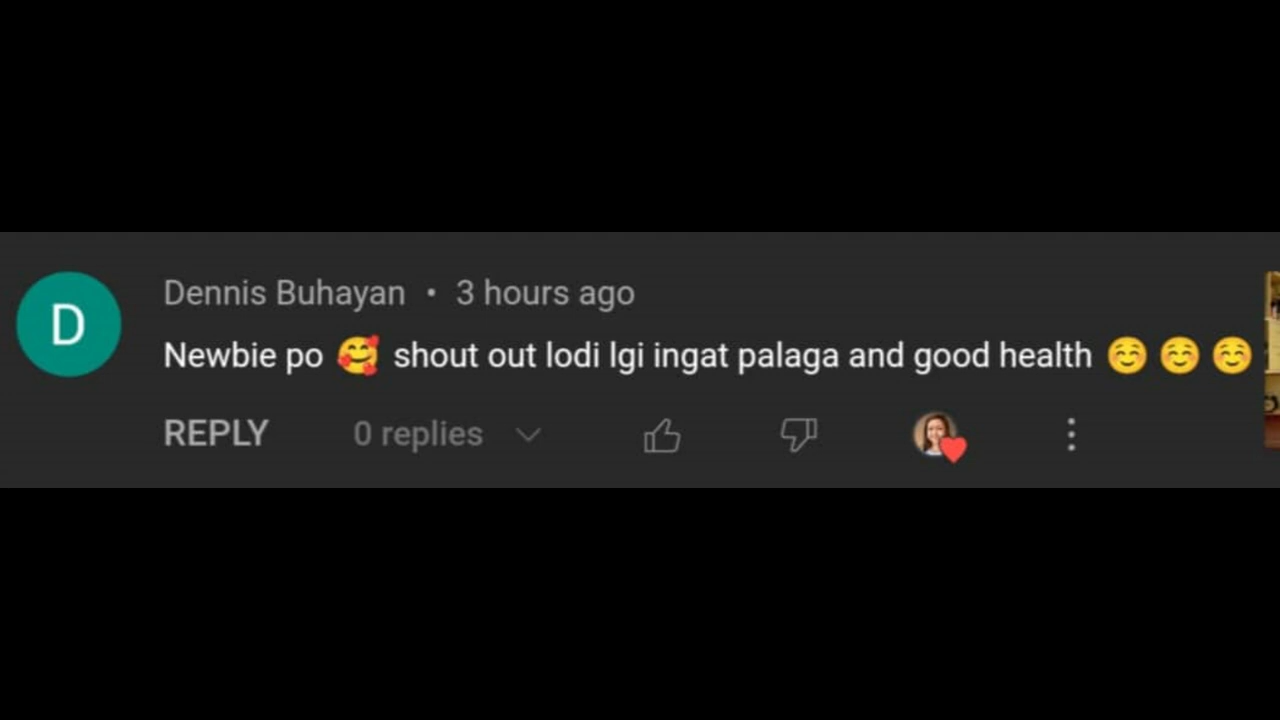 D
Dennis Buhayan • 3 hours ago
Newbie po 🥰 shout out lodi lgi ingat palaga and good health ☺️☺️☺️
REPLY 0 replies